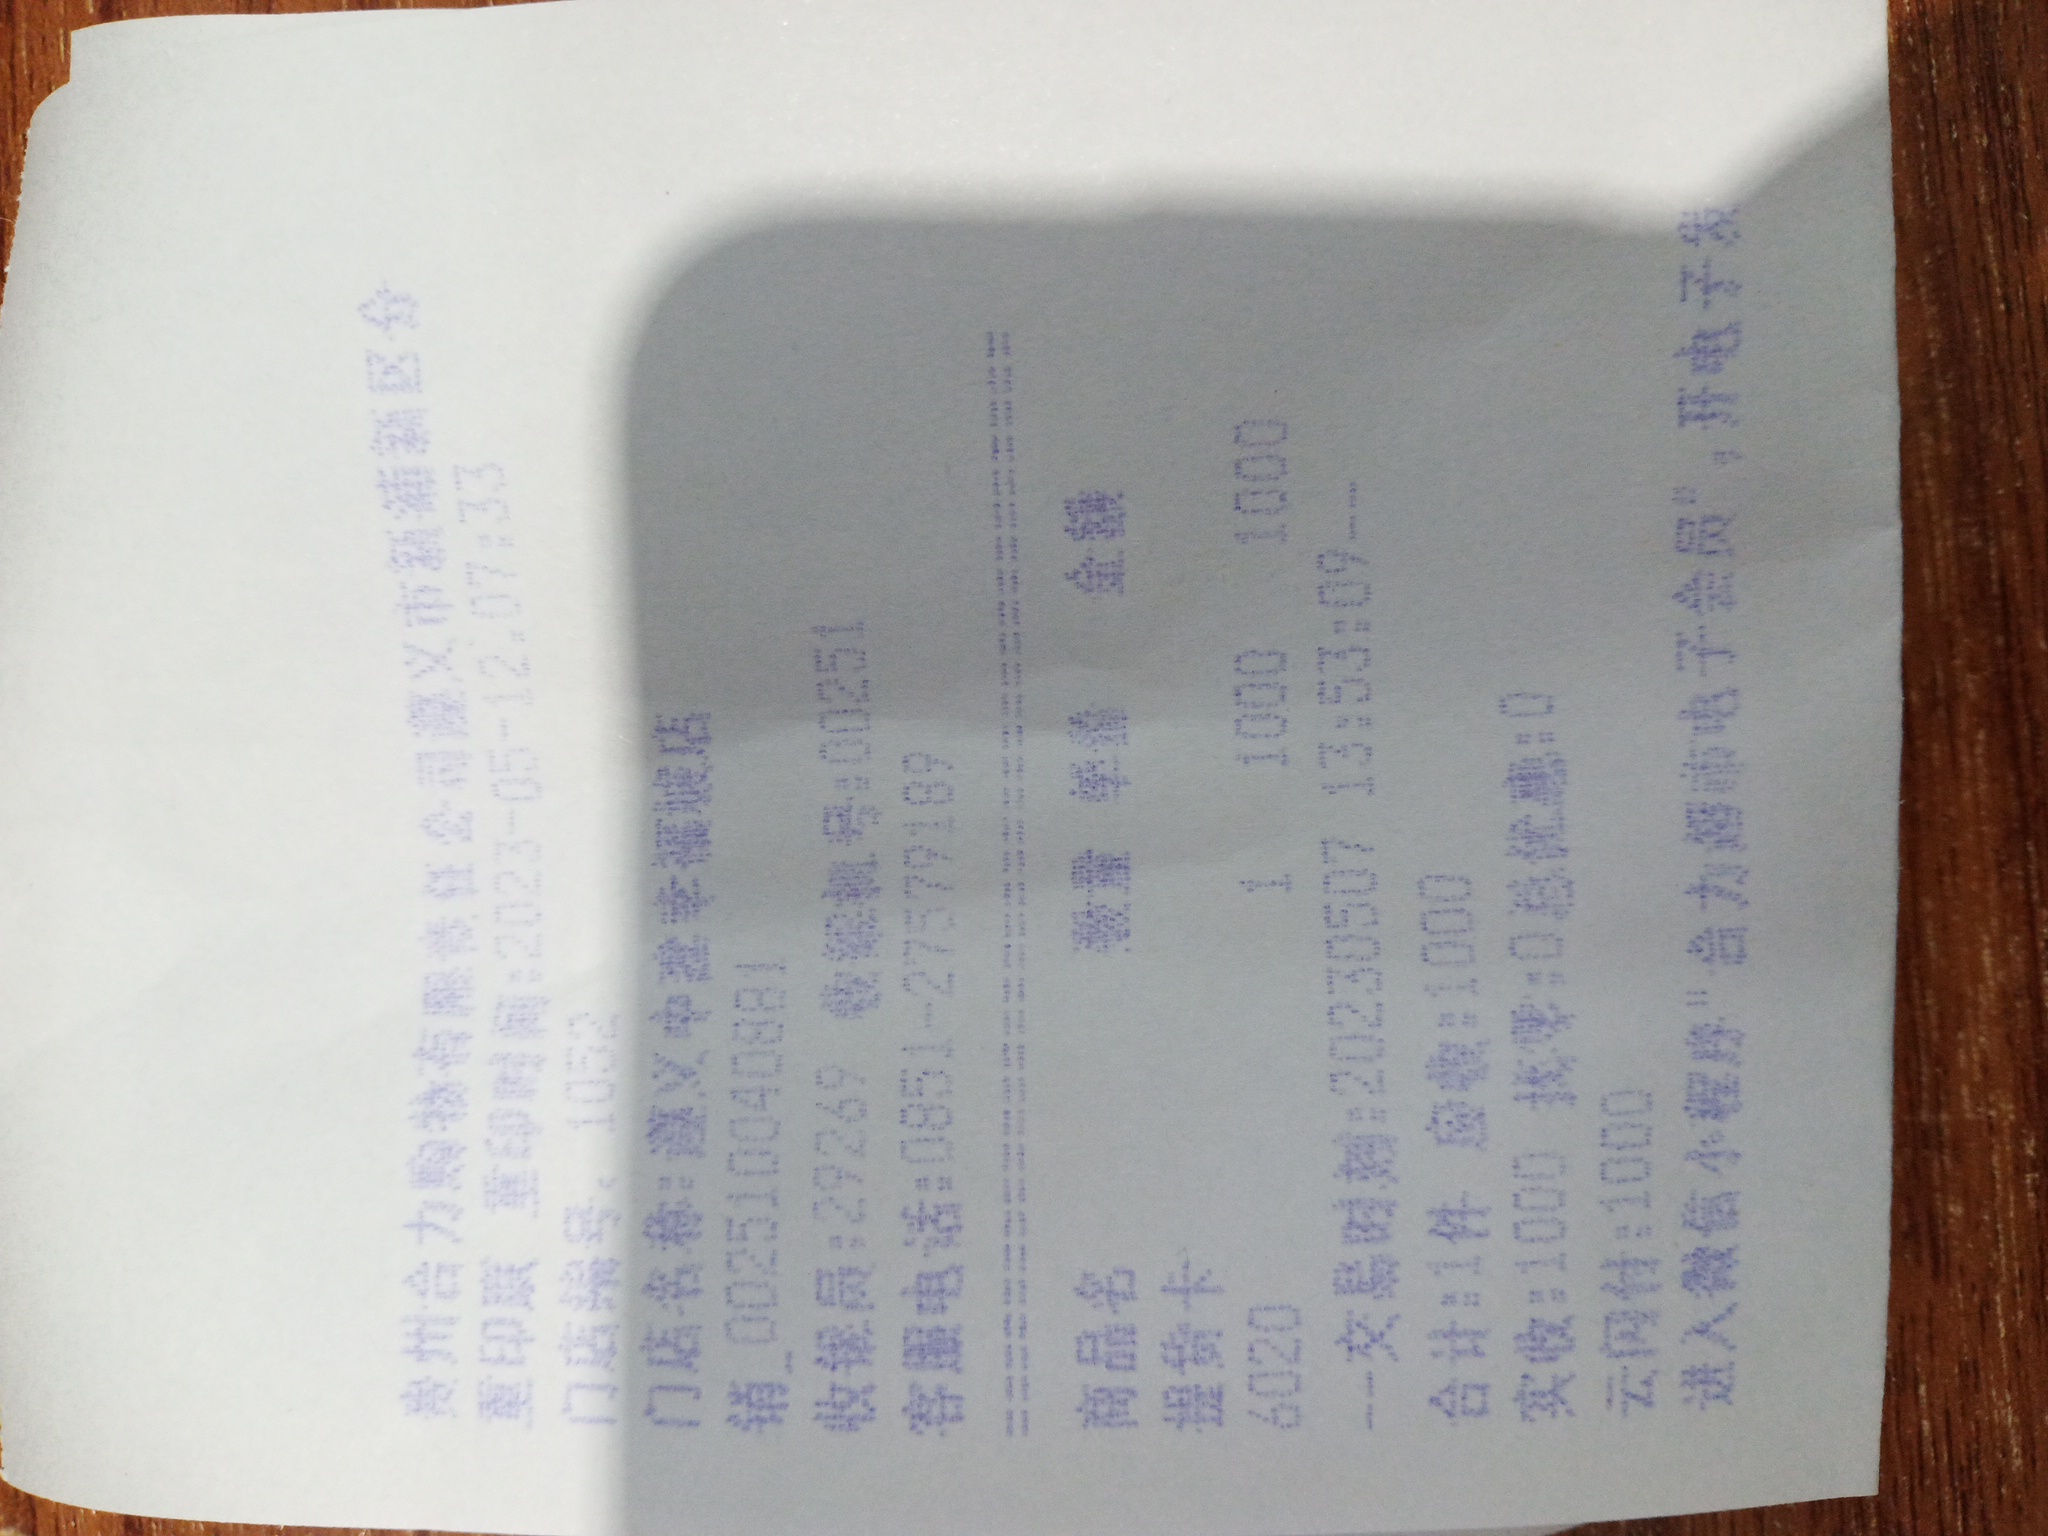 贵州合力购物有限责任公司遵义市新蒲新区分
重印票 重印时间:2023-05-12.07:33
门店编号. 1052
门店名称:遵义中建幸福城店
销_002510040881
收银员:29269 收银机号:00251
客服电话:0851-27579189
================================
商品名 数量 单价 金额
提货卡
6020 1 1000 1000
--交易时间:20230507 13:53:09--
合计:1件 应收:1000
实收:1000 找零:0总优惠:0
云网付:1000
进入微信小程序"合力超市电子会员",开电子发